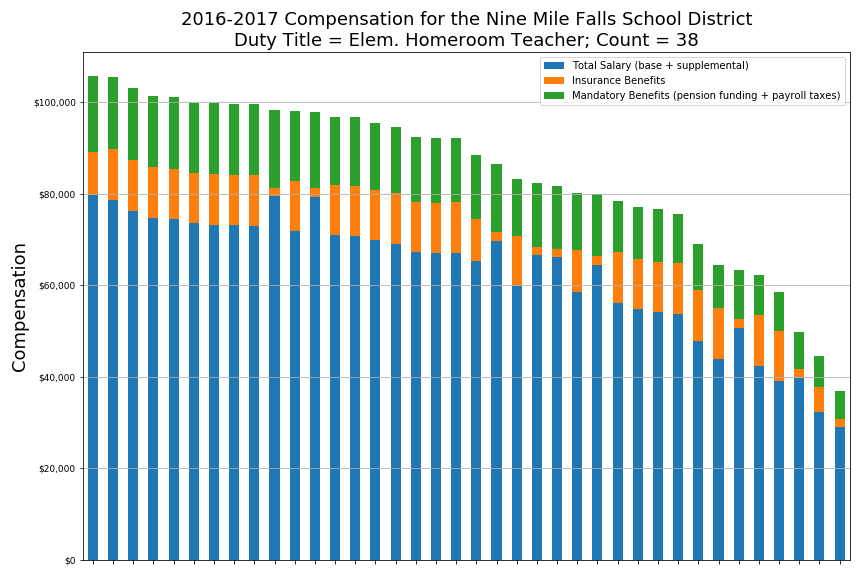 2016-2017 Compensation for the Nine Mile Falls School District
Duty Title = Elem. Homeroom Teacher; Count = 38
Total Salary (base + supplemental)
Insurance Benefits
Mandatory Benefits (pension funding + payroll taxes)
Compensation
$100,000
$80,000
$60,000
$40,000
$20,000
$0